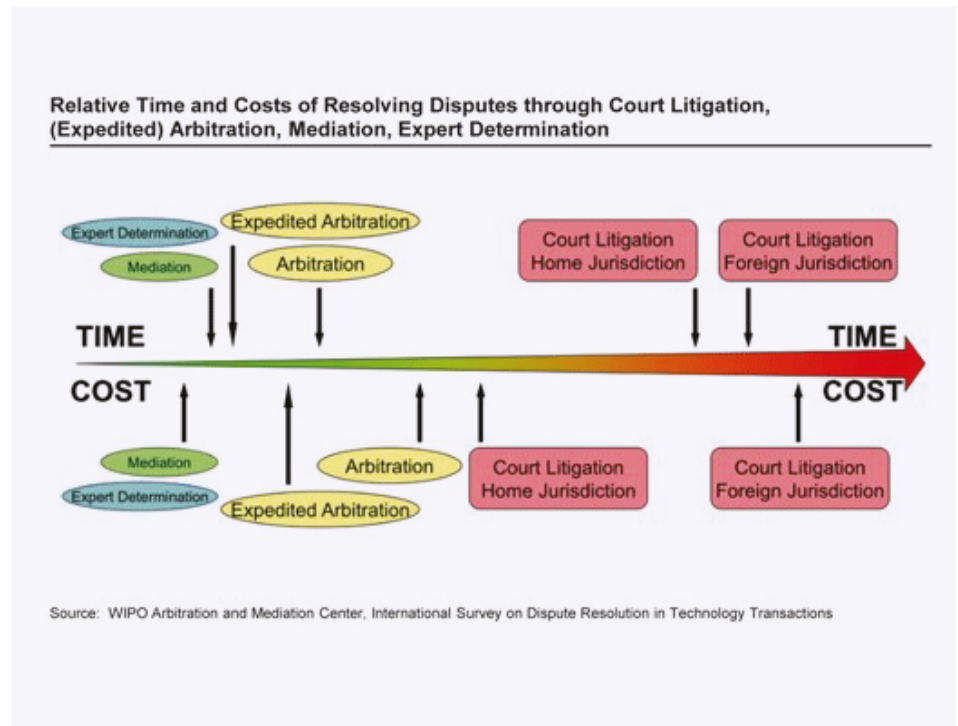 Relative Time and Costs of Resolving Disputes through Court Litigation,
(Expedited) Arbitration, Mediation, Expert Determination
Expert Determination
Mediation
Expedited Arbitration
Arbitration
Court Litigation
Home Jurisdiction
Court Litigation
Foreign Jurisdiction
TIME
TIME
COST
COST
Mediation
Expert Determination
Arbitration
Expedited Arbitration
Court Litigation
Home Jurisdiction
Court Litigation
Foreign Jurisdiction
Source: WIPO Arbitration and Mediation Center, International Survey on Dispute Resolution in Technology Transactions